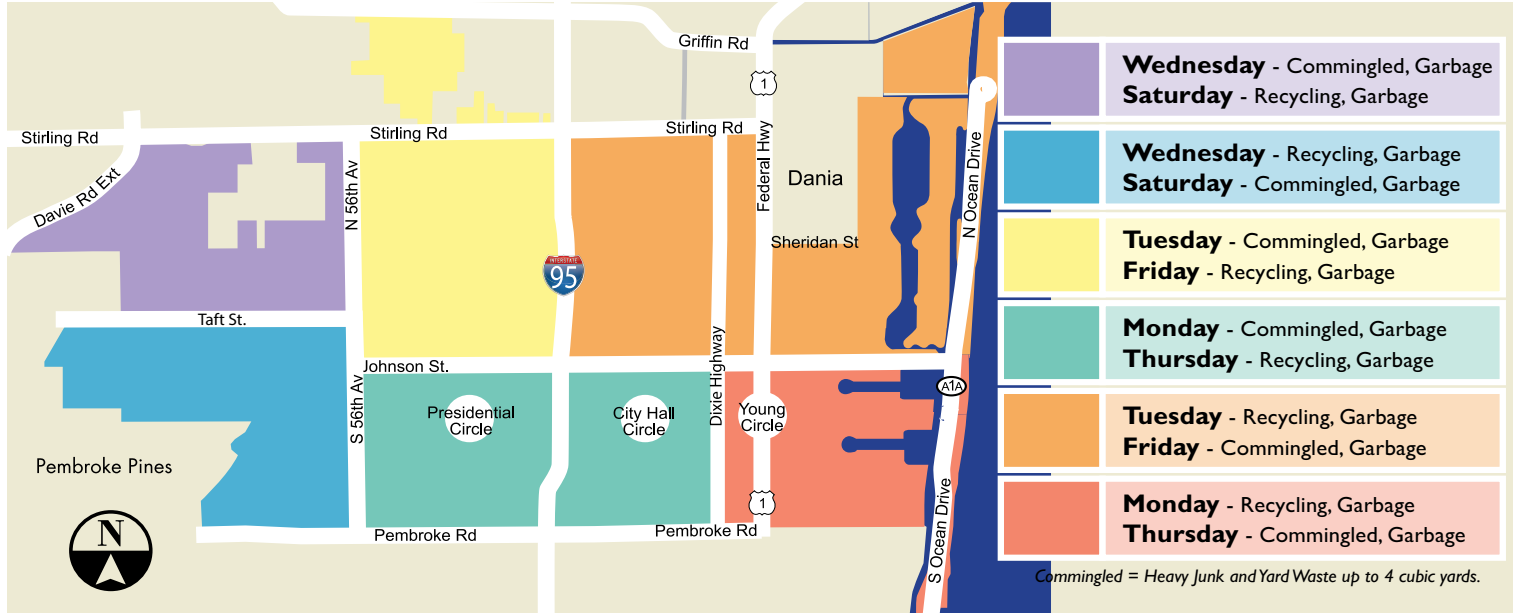 Griffin Rd
1
Stirling Rd
Stirling Rd
Stirling Rd
Davie Rd Ext
N 56th Av
Federal Hwy
Dania
N Ocean Drive
Sheridan St
INTERSTATE
95
Taft St.
Johnson St.
Dixie Highway
A1A
S 56th Av
Presidential
Circle
City Hall
Circle
Young
Circle
Pembroke Pines
N
1
Pembroke Rd
Pembroke Rd
S Ocean Drive
Wednesday - Commingled, Garbage
Saturday - Recycling, Garbage
Wednesday - Recycling, Garbage
Saturday - Commingled, Garbage
Tuesday - Commingled, Garbage
Friday - Recycling, Garbage
Monday - Commingled, Garbage
Thursday - Recycling, Garbage
Tuesday - Recycling, Garbage
Friday - Commingled, Garbage
Monday - Recycling, Garbage
Thursday - Commingled, Garbage
Commingled = Heavy Junk and Yard Waste up to 4 cubic yards.